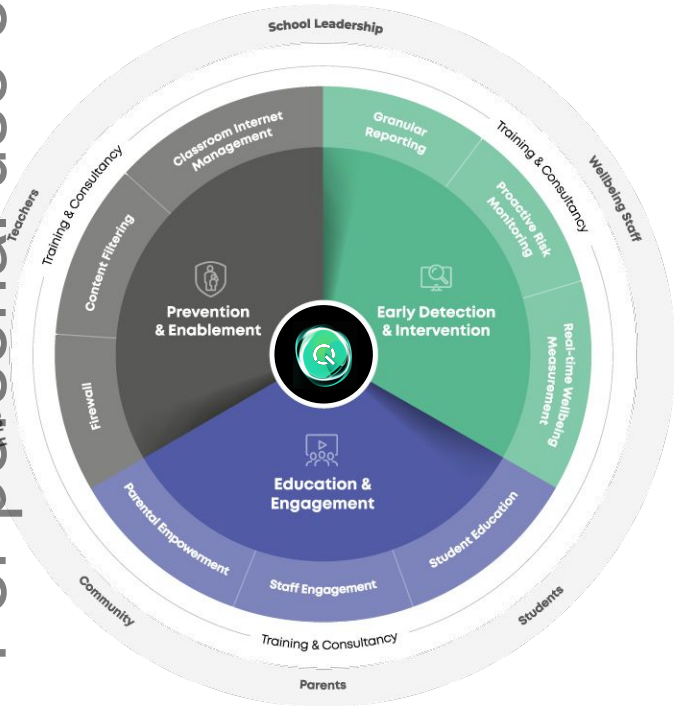 School Leadership
Teachers
Wellbeing Staff
Community
Students
Parents
Training & Consultancy
Training & Consultancy
Training & Consultancy
Classroom Internet
Management
Content Filtering
Firewall
Granular
Reporting
Proactive Risk
Monitoring
Real-time Wellbeing
Measurement
Parental Empowerment
Staff Engagement
Student Education
Prevention
& Enablement
Early Detection
& Intervention
Education &
Engagement